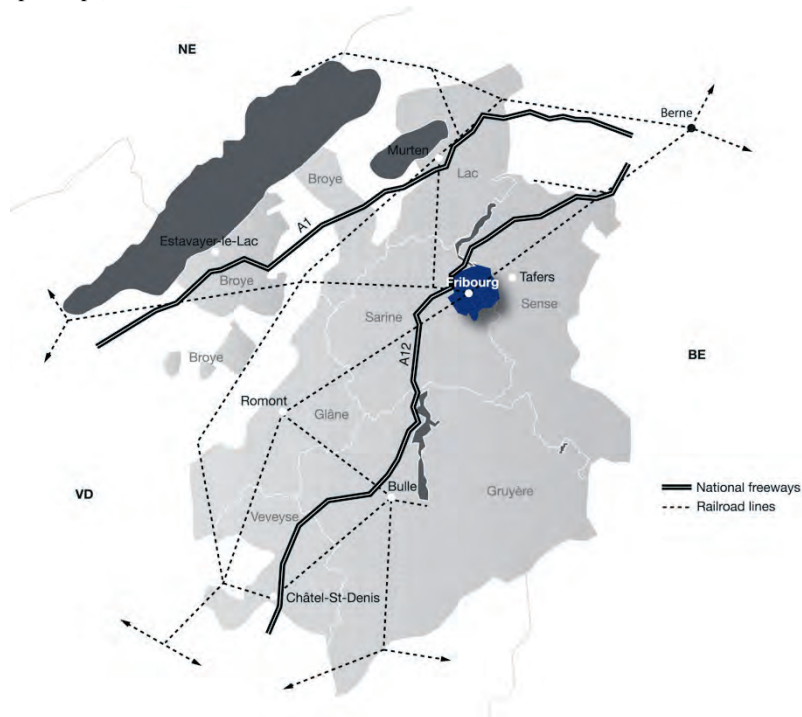 NE
Berne
Murten
Broye
Lac
A1
Estavayer-le-Lac
Broye
Fribourg
Tafers
Sarine
Sense
Broye
A12
BE
Romont
Glâne
VD
Bulle
Gruyère
National freeways
Railroad lines
Veveyse
Châtel-St-Denis